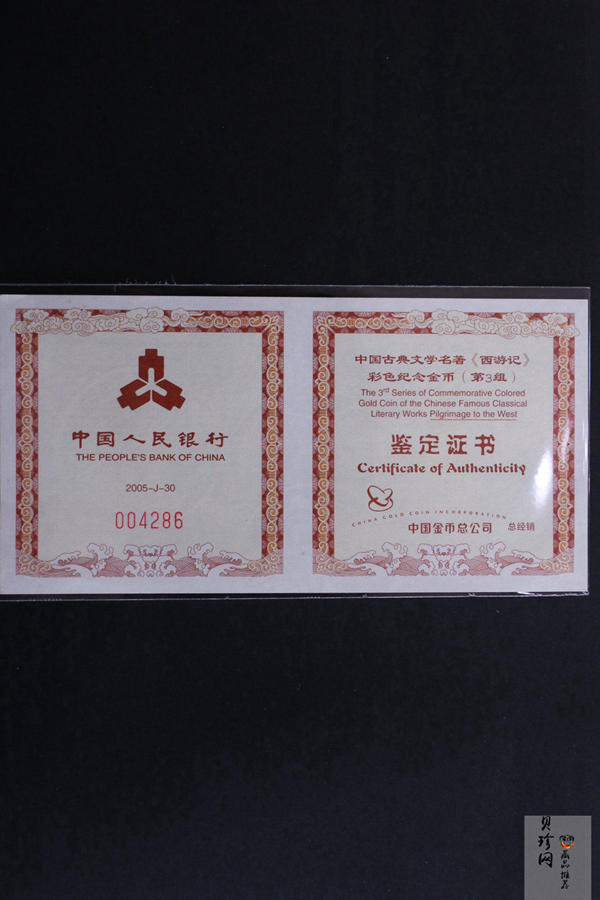 中国人民银行
THE PEOPLE'S BANK OF CHINA
2005-J-30
004286
中国古典文学名著《西游记》
彩色纪念金币（第3组）
The 3rd Series of Commemorative Colored
Gold Coin of the Chinese Famous Classical
Literary Works Pilgrimage to the West
鉴定证书
Certificate of Authenticity
CHINA GOLD COIN INCORPORATION
中国金币总公司 总经销
贝珍网
藏品推荐